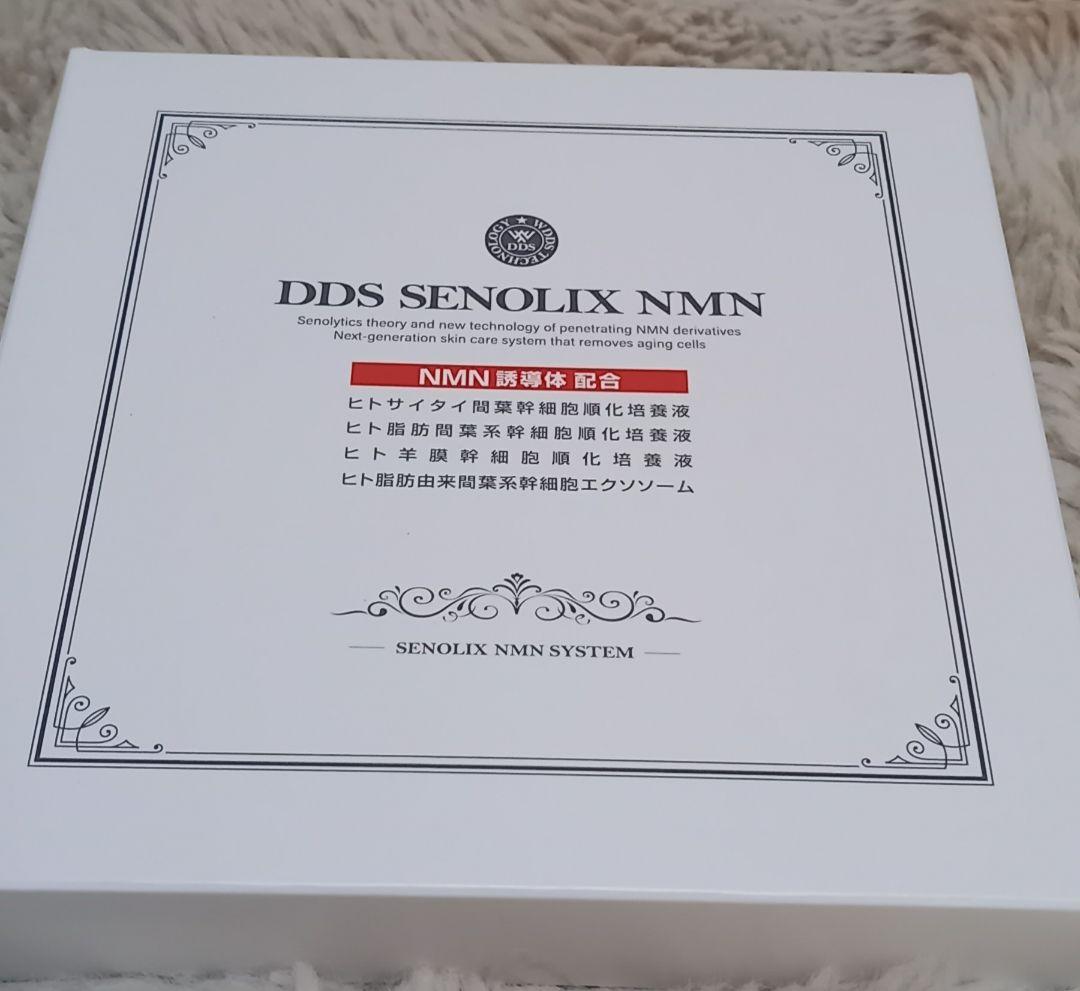 ★ WDDS TECHNOLOGY
DDS
DDS SENOLIX NMN
Senolytics theory and new technology of penetrating NMN derivatives
Next-generation skin care system that removes aging cells
NMN 誘導体 配合
ヒトサイタイ間葉幹細胞順化培養液
ヒト脂肪間葉系幹細胞順化培養液
ヒト羊膜幹細胞順化培養液
ヒト脂肪由来間葉系幹細胞エクソソーム
SENOLIX NMN SYSTEM